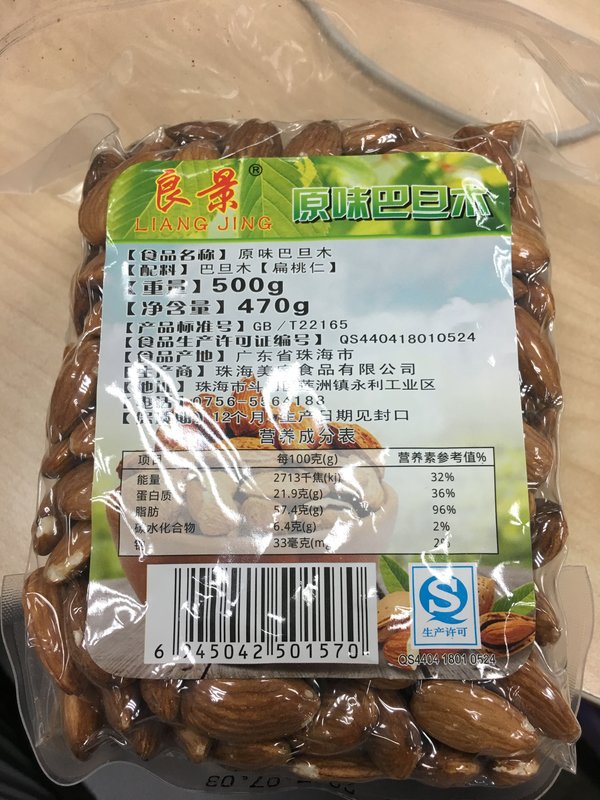 良景®
LIANG JING
原味巴旦木
【食品名称】原味巴旦木
【配料】巴旦木【扁桃仁】
【重量】500g
【净含量】470g
【产品标准号】GB/T22165
【食品生产许可证编号】 QS440418010524
【食品产地】广东省珠海市
【生产商】珠海美 食品有限公司
【地址】珠海市斗 莲洲镇永利工业区
【电话】0756-5564183
12个月 生产日期见封口
营养成分表
项目 每100克(g) 营养素参考值%
能量 2713千焦(kj) 32%
蛋白质 21.9克(g) 36%
脂肪 57.4克(g) 96%
碳水化合物 6.4克(g) 2%
33毫克(mg 2%
6 945042 501570
生产许可
QS4404 1801 0524
07.03